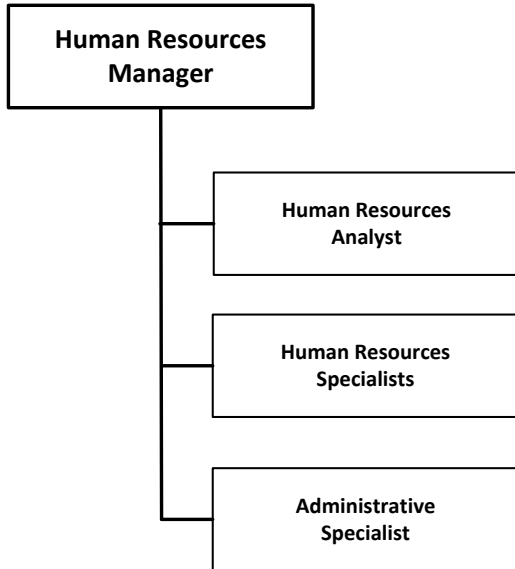 Human Resources
Manager
Human Resources
Analyst
Human Resources
Specialists
Administrative
Specialist